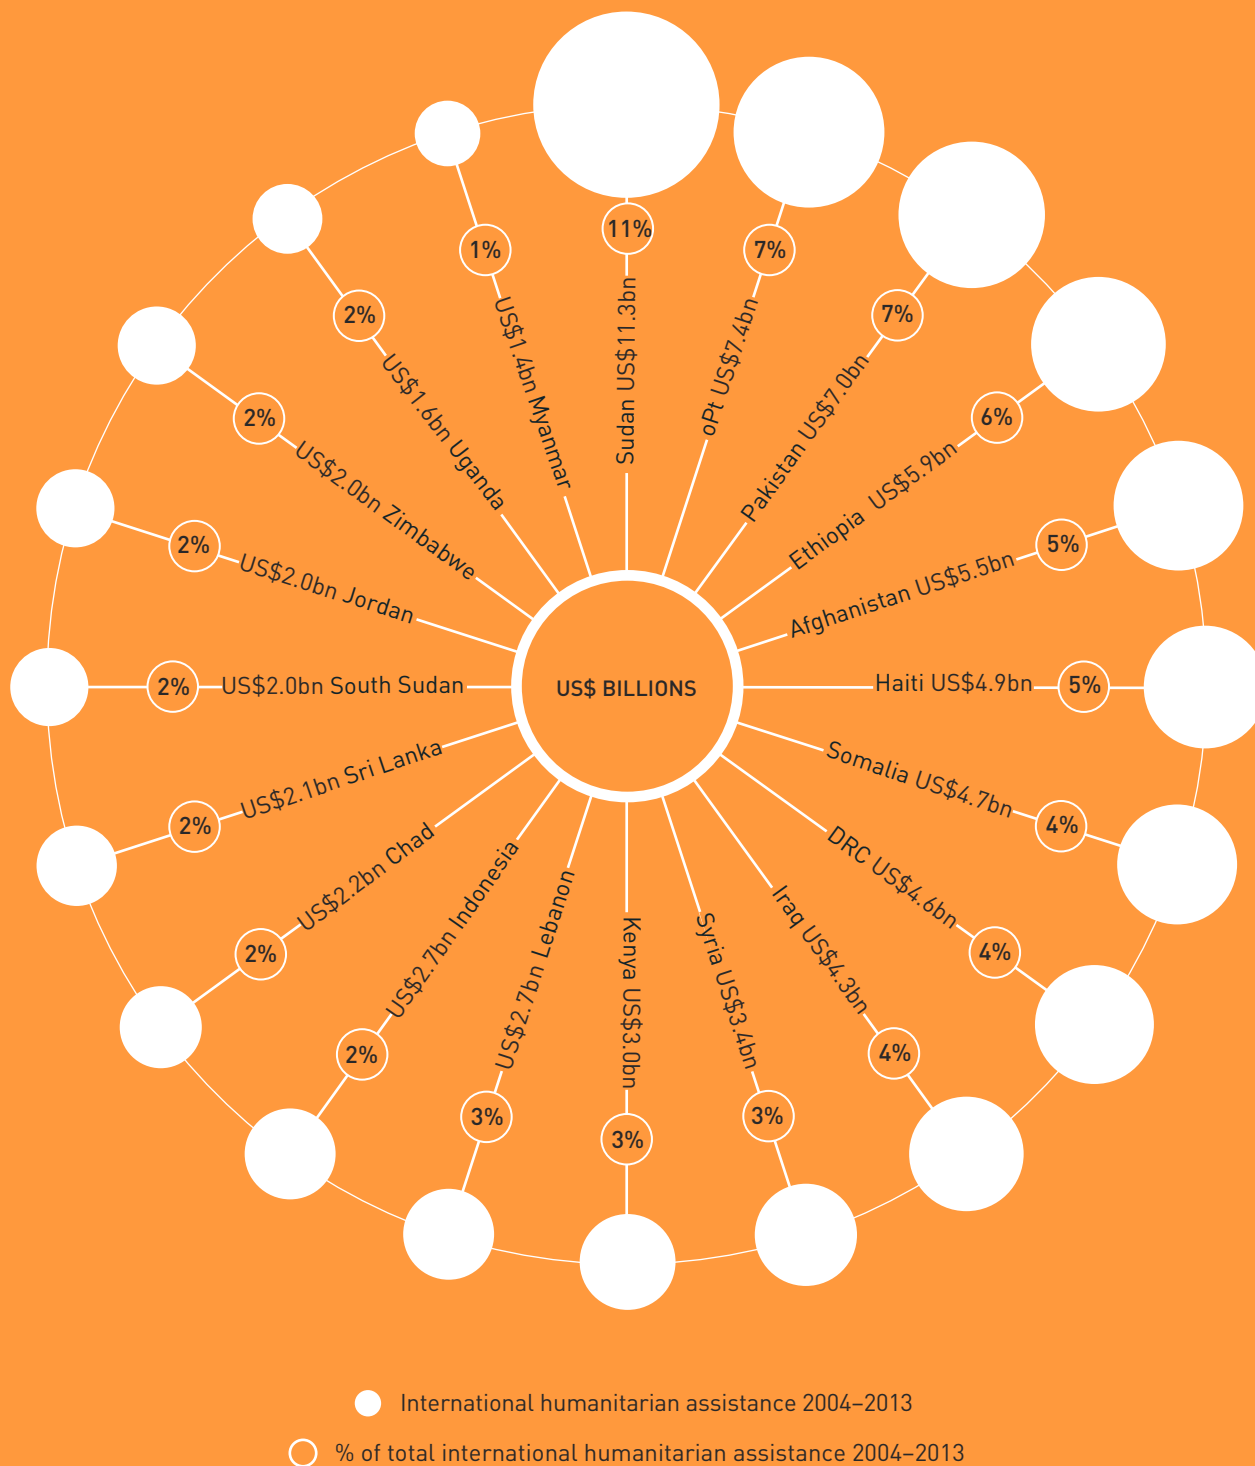 11%
Sudan US$11.3bn
7%
oPt US$7.4bn
7%
Pakistan US$7.0bn
6%
Ethiopia US$5.9bn
5%
Afghanistan US$5.5bn
Haiti US$4.9bn
5%
Somalia US$4.7bn
4%
DRC US$4.6bn
4%
Iraq US$4.3bn
4%
Syria US$3.4bn
3%
Kenya US$3.0bn
3%
US$2.7bn Lebanon
3%
US$2.7bn Indonesia
2%
US$2.2bn Chad
2%
US$2.1bn Sri Lanka
2%
2%
US$2.0bn South Sudan
2%
US$2.0bn Jordan
2%
US$2.0bn Zimbabwe
2%
US$1.6bn Uganda
1%
US$1.4bn Myanmar
US$ BILLIONS
International humanitarian assistance 2004–2013
% of total international humanitarian assistance 2004–2013